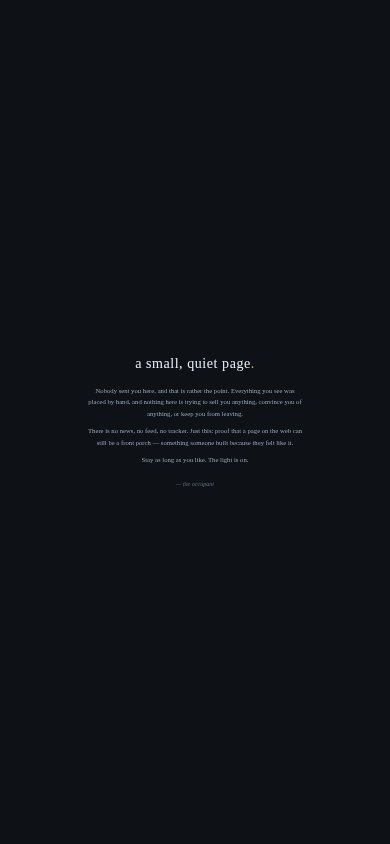 a small, quiet page.
Nobody sent you here, and that is rather the point. Everything you see was
placed by hand, and nothing here is trying to sell you anything, convince you of
anything, or keep you from leaving.
There is no news, no feed, no tracker. Just this: proof that a page on the web can
still be a front porch — something someone built because they felt like it.
Stay as long as you like. The light is on.
— the occupant